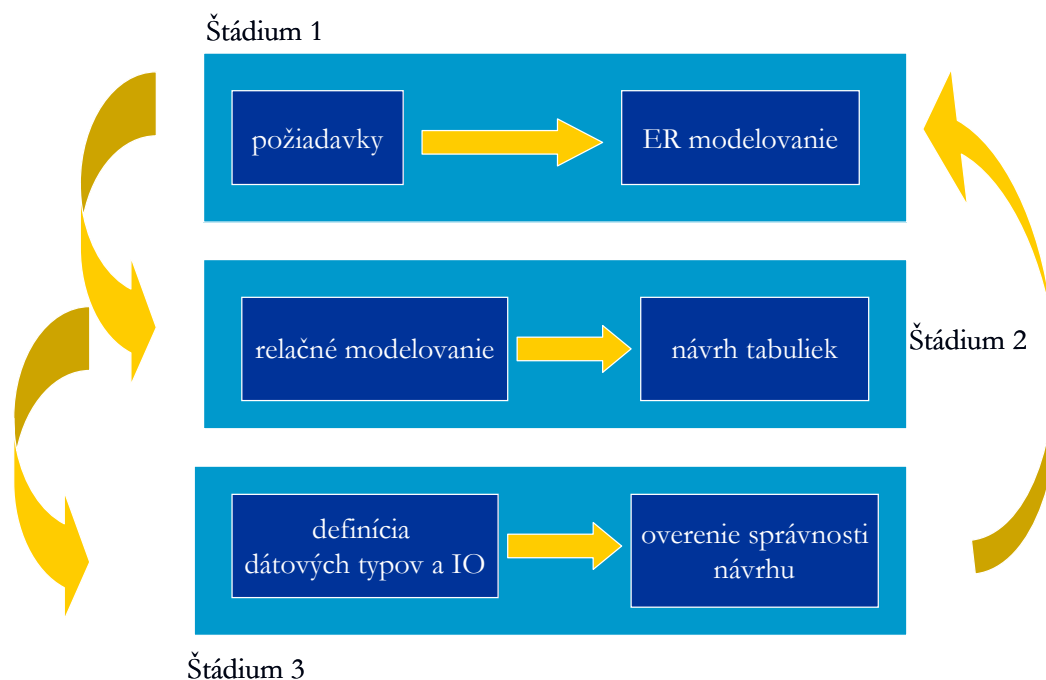 Štádium 1
požiadavky
ER modelovanie
relačné modelovanie
návrh tabuliek
Štádium 2
definícia
dátových typov a IO
overenie správnosti
návrhu
Štádium 3